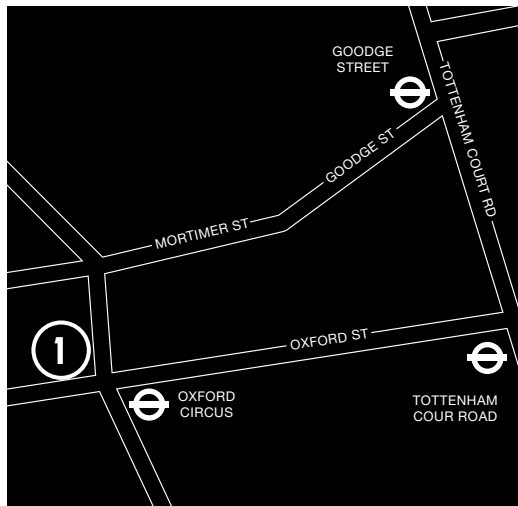 GOODGE
STREET
TOTTENHAM COURT RD
GOODGE ST
MORTIMER ST
OXFORD ST
1
OXFORD
CIRCUS
TOTTENHAM
COUR ROAD